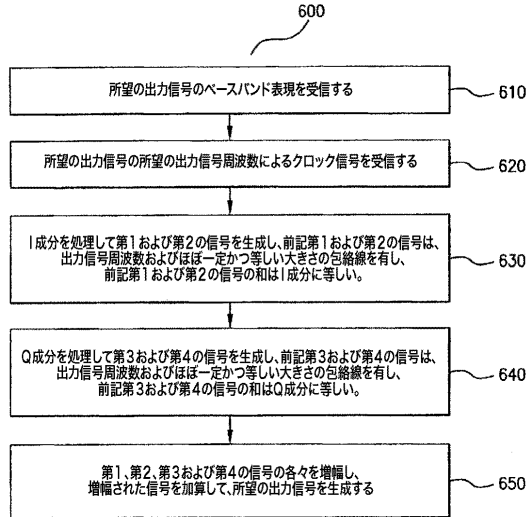 600
所望の出力信号のベースバンド表現を受信する
610
所望の出力信号の所望の出力信号周波数によるクロック信号を受信する
620
I成分を処理して第1および第2の信号を生成し、前記第1および第2の信号は、
出力信号周波数およびほぼ一定かつ等しい大きさの包絡線を有し、
前記第1および第2の信号の和はI成分に等しい。
630
Q成分を処理して第3および第4の信号を生成し、前記第3および第4の信号は、
出力信号周波数およびほぼ一定かつ等しい大きさの包絡線を有し、
前記第3および第4の信号の和はQ成分に等しい。
640
第1、第2、第3および第4の信号の各々を増幅し、
増幅された信号を加算して、所望の出力信号を生成する
650